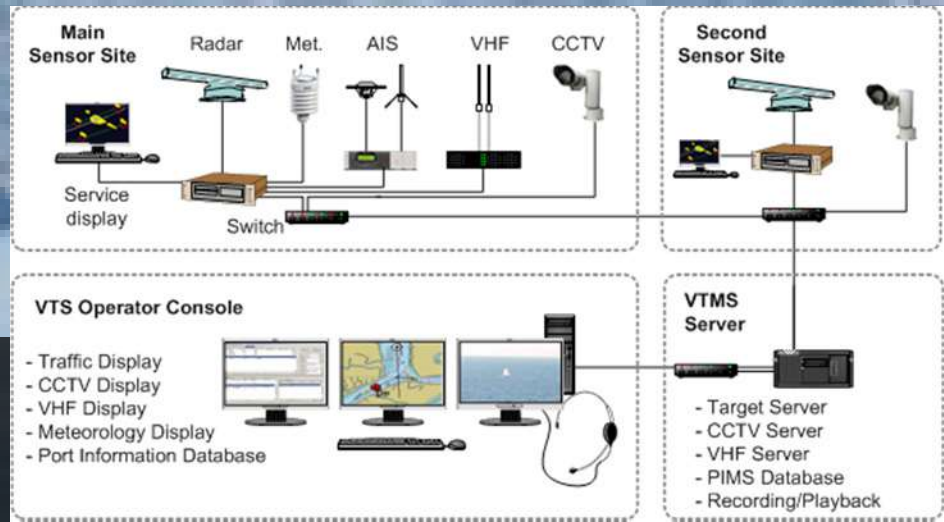 Main
Sensor Site
Radar
Met.
AIS
VHF
CCTV
Service
display
Switch
Second
Sensor Site
VTS Operator Console
- Traffic Display
- CCTV Display
- VHF Display
- Meteorology Display
- Port Information Database
VTMS
Server
- Target Server
- CCTV Server
- VHF Server
- PIMS Database
- Recording/Playback